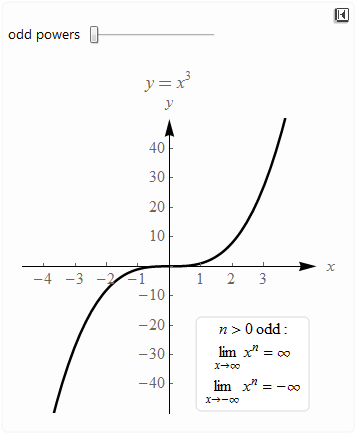 odd powers
y = x³
y
40
30
20
10
x
−4 −3 −2 −1 1 2 3
−10
−20
−30
−40
n > 0 odd :
lim x→∞ xⁿ = ∞
lim x→−∞ xⁿ = −∞